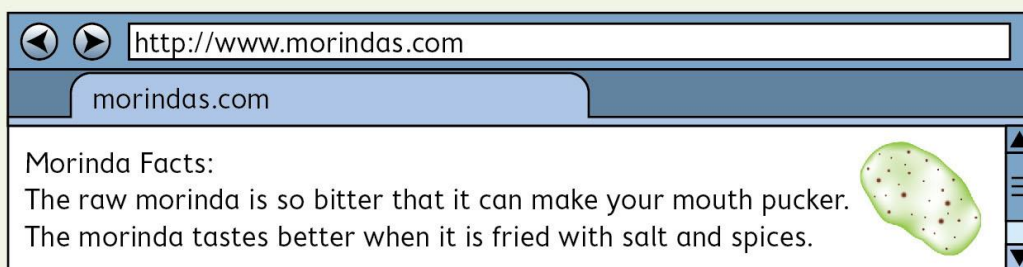 http://www.morindas.com
morindas.com
Morinda Facts:
The raw morinda is so bitter that it can make your mouth pucker.
The morinda tastes better when it is fried with salt and spices.